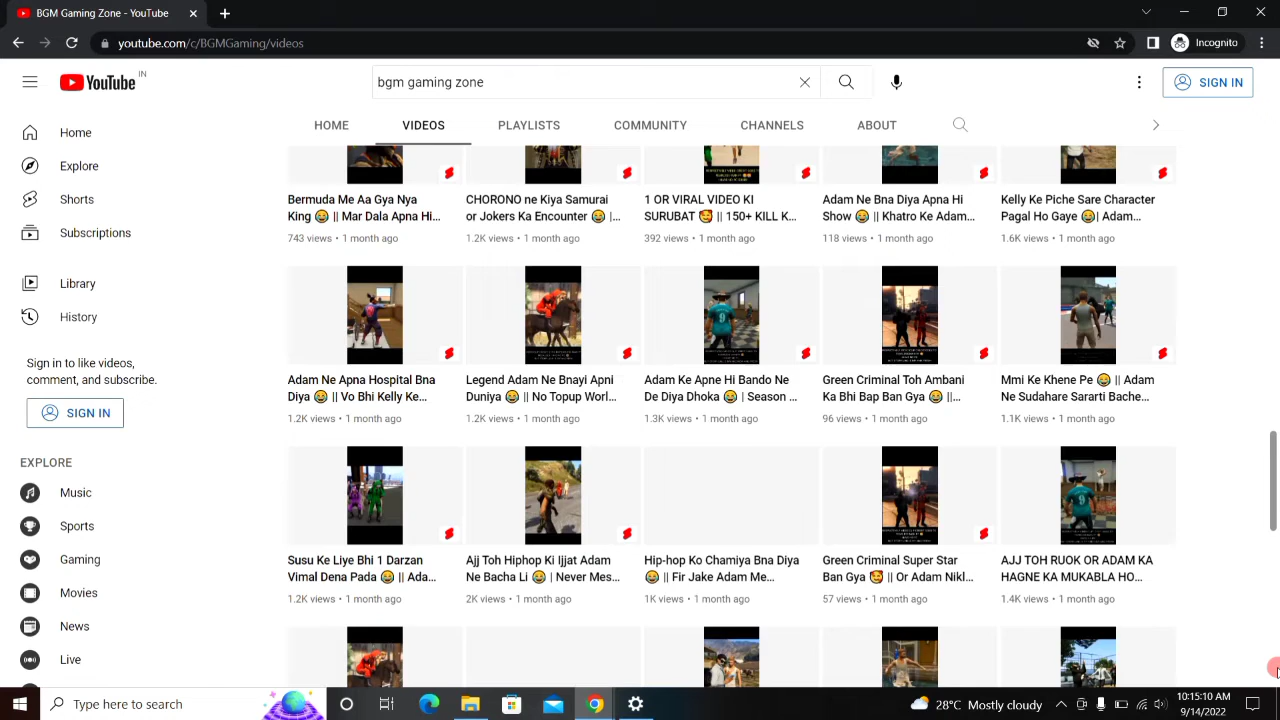 BGM Gaming Zone - YouTube
youtube.com/c/BGMGaming/videos
Incognito
YouTube IN
bgm gaming zone
SIGN IN
HOME
VIDEOS
PLAYLISTS
COMMUNITY
CHANNELS
ABOUT
Home
Explore
Shorts
Subscriptions
Library
History
Sign in to like videos,
comment, and subscribe.
SIGN IN
EXPLORE
Music
Sports
Gaming
Movies
News
Live
Bermuda Me Aa Gya Nya
King 😂 || Mar Dala Apna Hi...
743 views • 1 month ago
CHORONO ne Kiya Samurai
or Jokers Ka Encounter 😂 |...
1.2K views • 1 month ago
1 OR VIRAL VIDEO KI
SURUBAT 🥰 || 150+ KILL K...
392 views • 1 month ago
Adam Ne Bna Diya Apna Hi
Show 😂 || Khatro Ke Adam...
118 views • 1 month ago
Kelly Ke Piche Sare Character
Pagal Ho Gaye 😂| Adam...
1.6K views • 1 month ago
Adam Ne Apna Hospital Bna
Diya 😂 || Vo Bhi Kelly Ke...
1.2K views • 1 month ago
Legend Adam Ne Bnayi Apni
Duniya 😂 || No Topup Worl...
1.2K views • 1 month ago
Adam Ke Apne Hi Bando Ne
De Diya Dhoka 😂 | Season ...
1.3K views • 1 month ago
Green Criminal Toh Ambani
Ka Bhi Bap Ban Gya 😂 ||...
96 views • 1 month ago
Mmi Ke Khene Pe 😂 || Adam
Ne Sudahare Sararti Bache...
1.1K views • 1 month ago
Susu Ke Liye Bhi 1 Darzan
Vimal Dena Pada 😂 || Ada...
1.2K views • 1 month ago
Ajj Toh Hiphop Ki Ijjat Adam
Ne Bacha Li 😂 | Never Mes...
2K views • 1 month ago
Hip-hop Ko Chamiya Bna Diya
😂 || Fir Jake Adam Me...
1K views • 1 month ago
Green Criminal Super Star
Ban Gya 🥰 || Or Adam Nikl...
57 views • 1 month ago
AJJ TOH RUOK OR ADAM KA
HAGNE KA MUKABLA HO...
1.4K views • 1 month ago
Type here to search
28°C Mostly cloudy
10:15:10 AM
9/14/2022